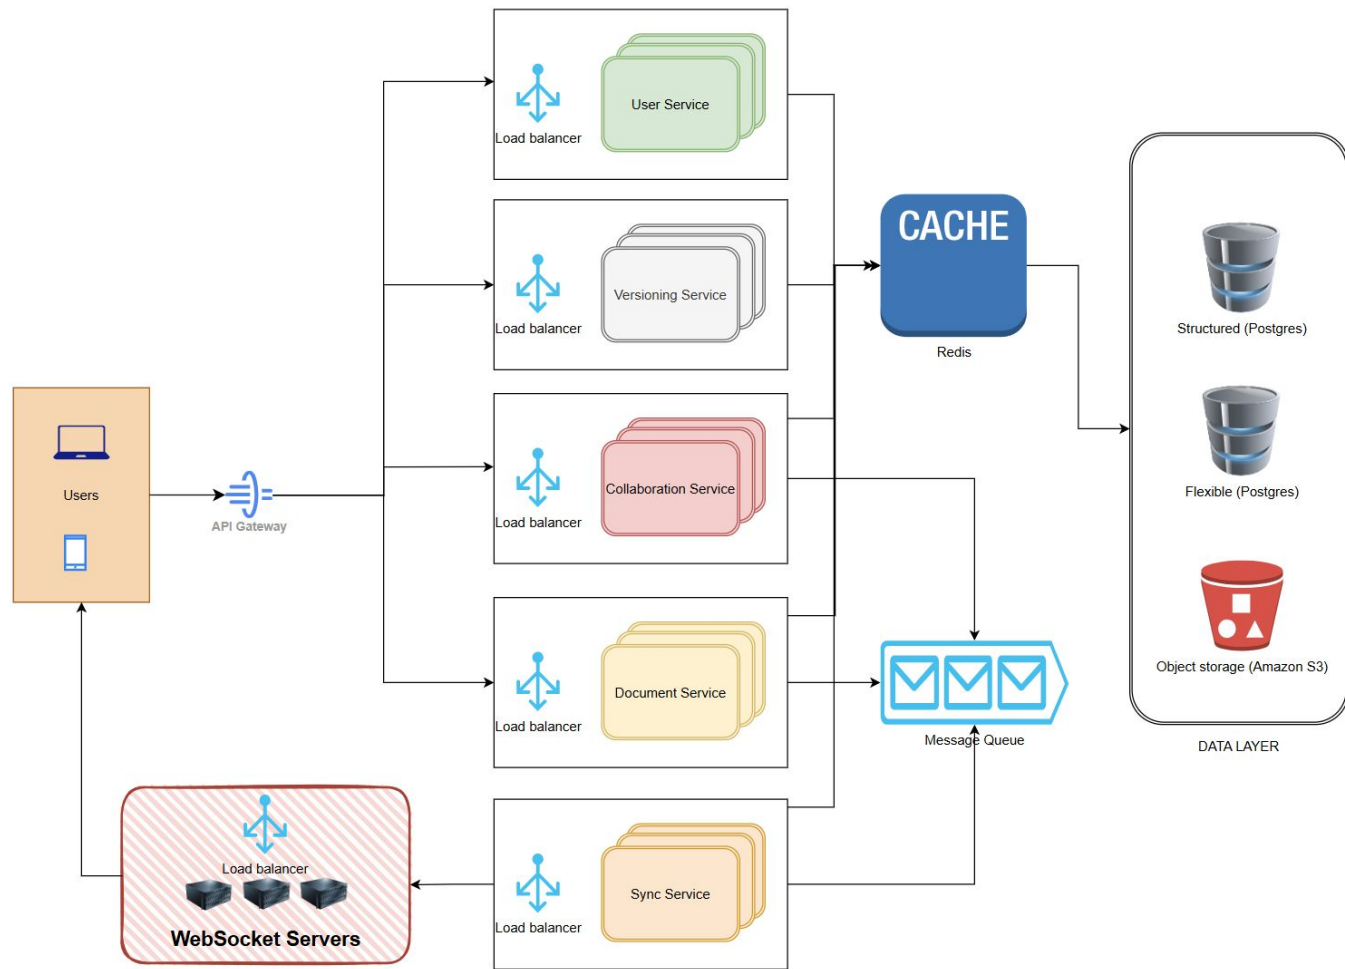 User Service
Load balancer
CACHE
Redis
Versioning Service
Load balancer
Structured (Postgres)
Users
API Gateway
Collaboration Service
Load balancer
Flexible (Postgres)
Document Service
Load balancer
Message Queue
Object storage (Amazon S3)
DATA LAYER
Load balancer
WebSocket Servers
Sync Service
Load balancer